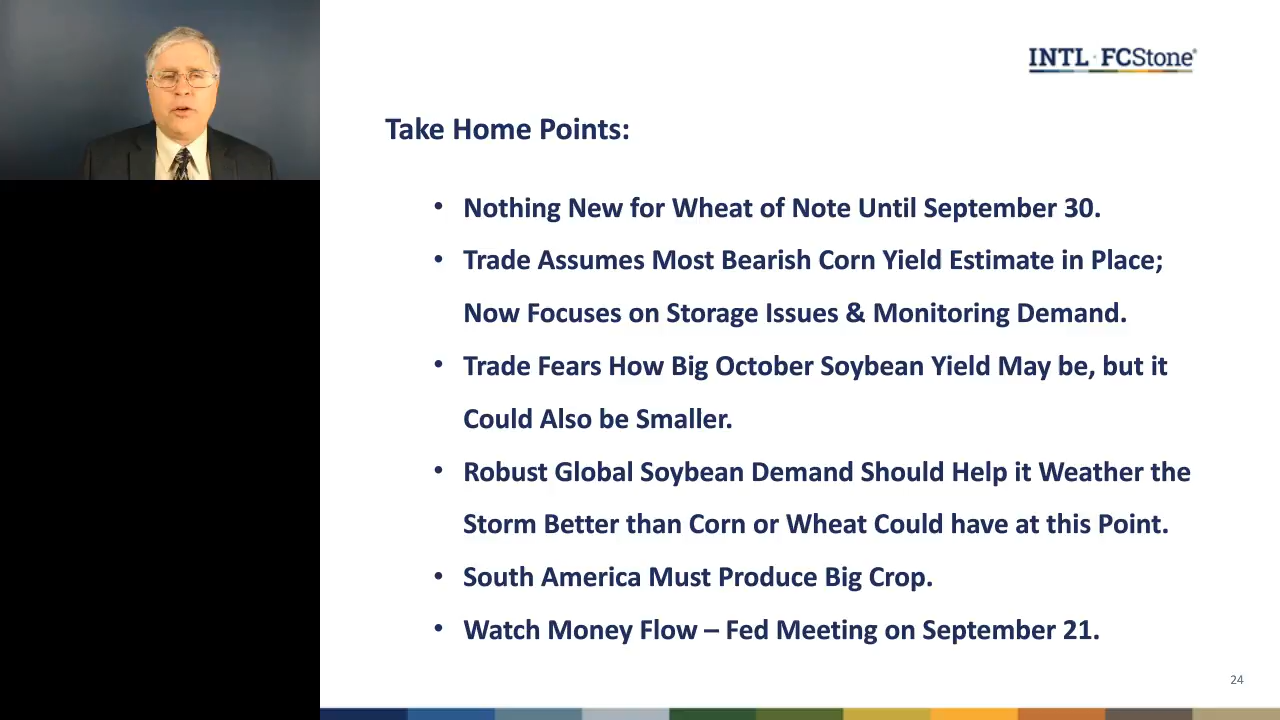 INTL FCStone®
Take Home Points:
• Nothing New for Wheat of Note Until September 30.
• Trade Assumes Most Bearish Corn Yield Estimate in Place;
Now Focuses on Storage Issues & Monitoring Demand.
• Trade Fears How Big October Soybean Yield May be, but it
Could Also be Smaller.
• Robust Global Soybean Demand Should Help it Weather the
Storm Better than Corn or Wheat Could have at this Point.
• South America Must Produce Big Crop.
• Watch Money Flow – Fed Meeting on September 21.
24